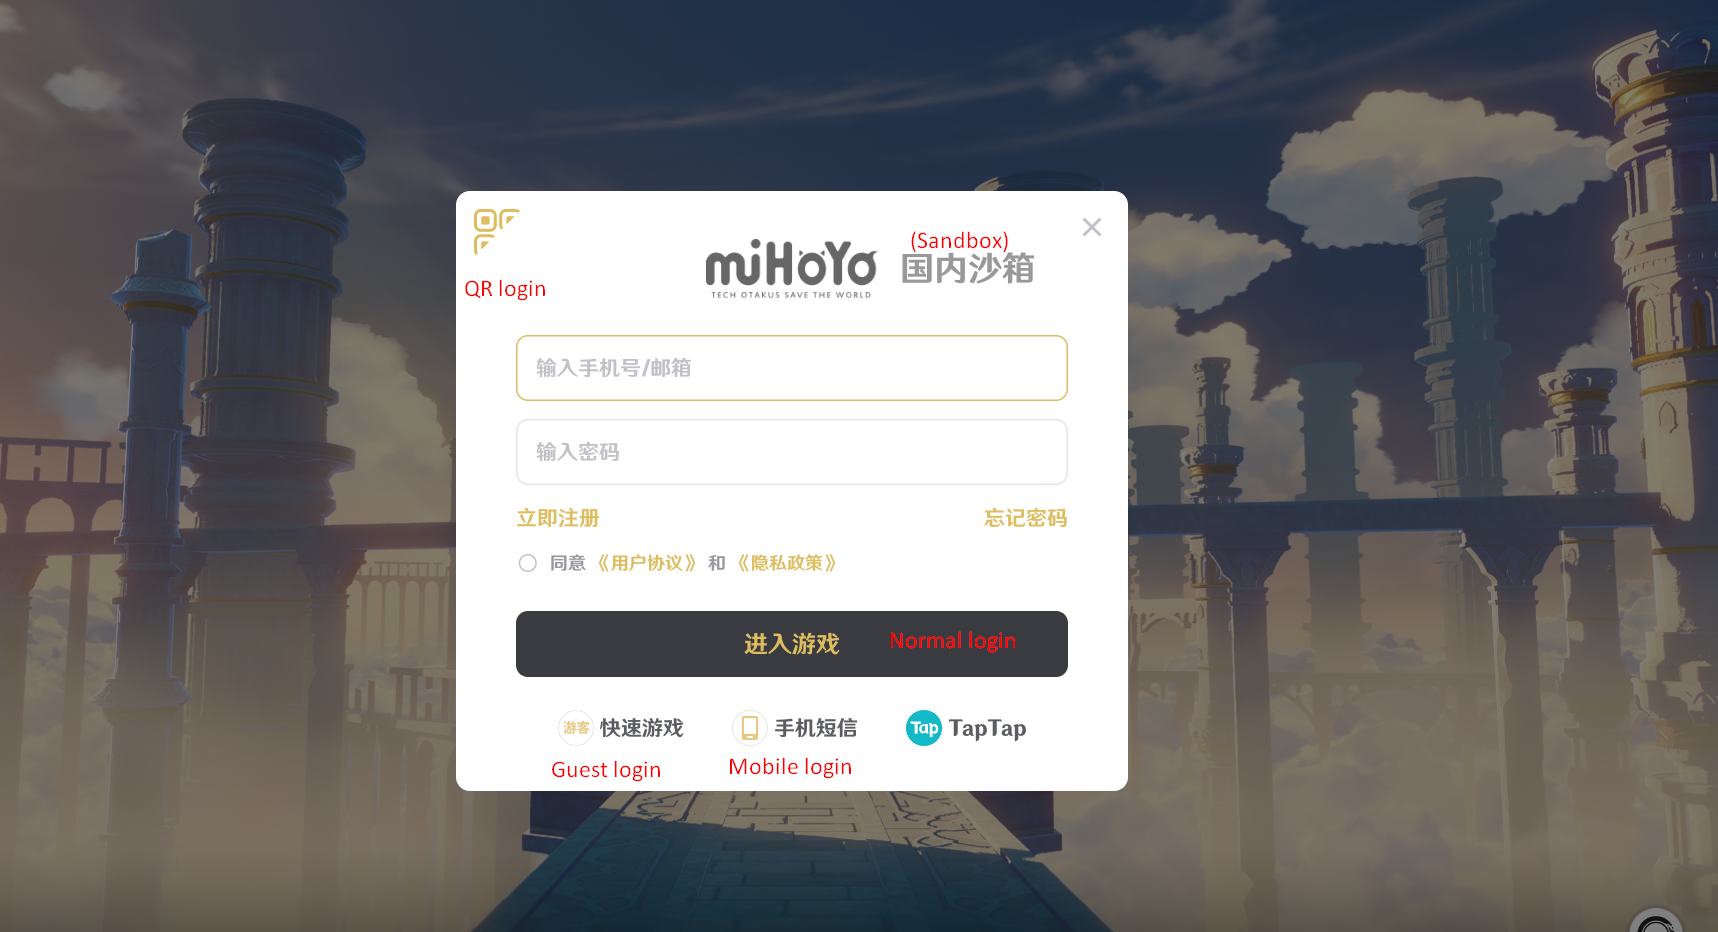 (Sandbox)
miHoYo 国内沙箱
TECH OTAKUS SAVE THE WORLD
QR login
输入手机号/邮箱
输入密码
立即注册 忘记密码
同意《用户协议》和《隐私政策》
进入游戏 Normal login
游客 快速游戏 手机短信 Tap TapTap
Guest login Mobile login